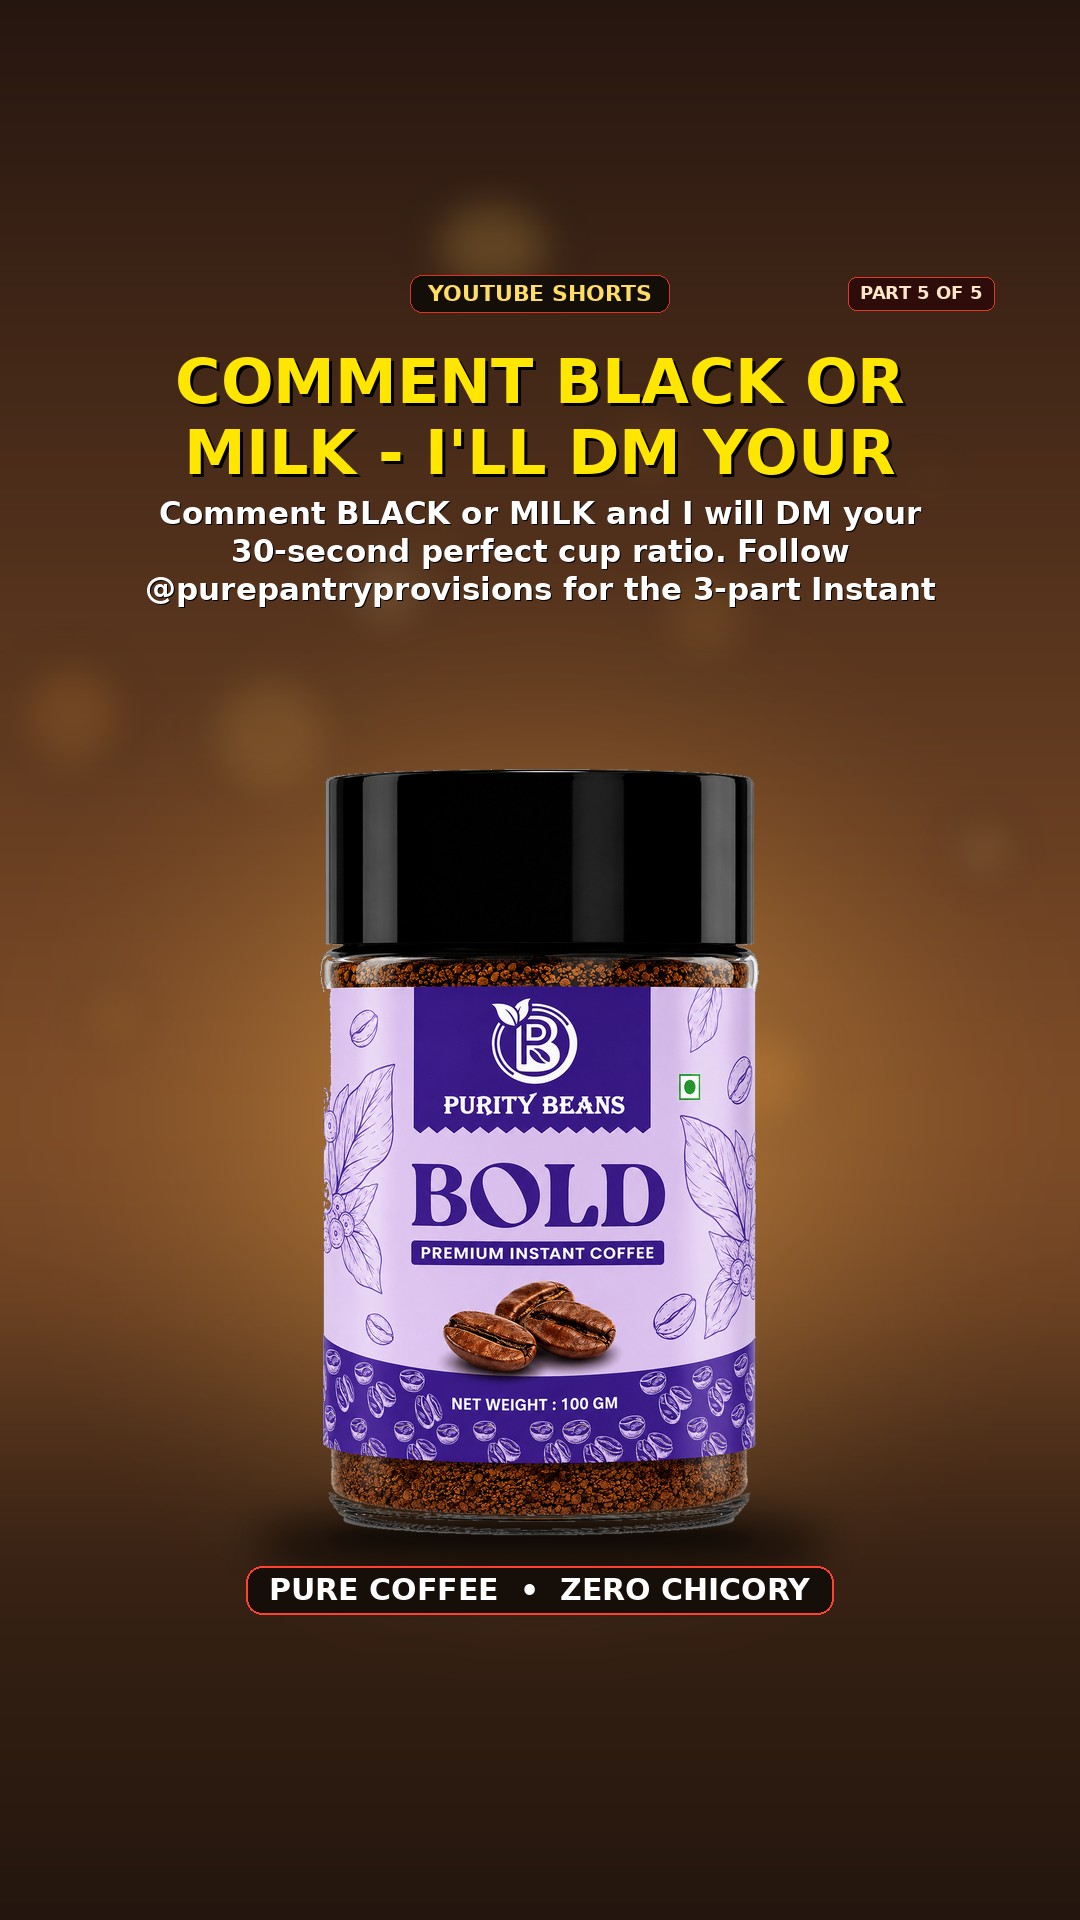 YOUTUBE SHORTS
PART 5 OF 5
COMMENT BLACK OR
MILK - I'LL DM YOUR
Comment BLACK or MILK and I will DM your
30-second perfect cup ratio. Follow
@purepantryprovisions for the 3-part Instant
PURITY BEANS
BOLD
PREMIUM INSTANT COFFEE
NET WEIGHT : 100 GM
PURE COFFEE • ZERO CHICORY